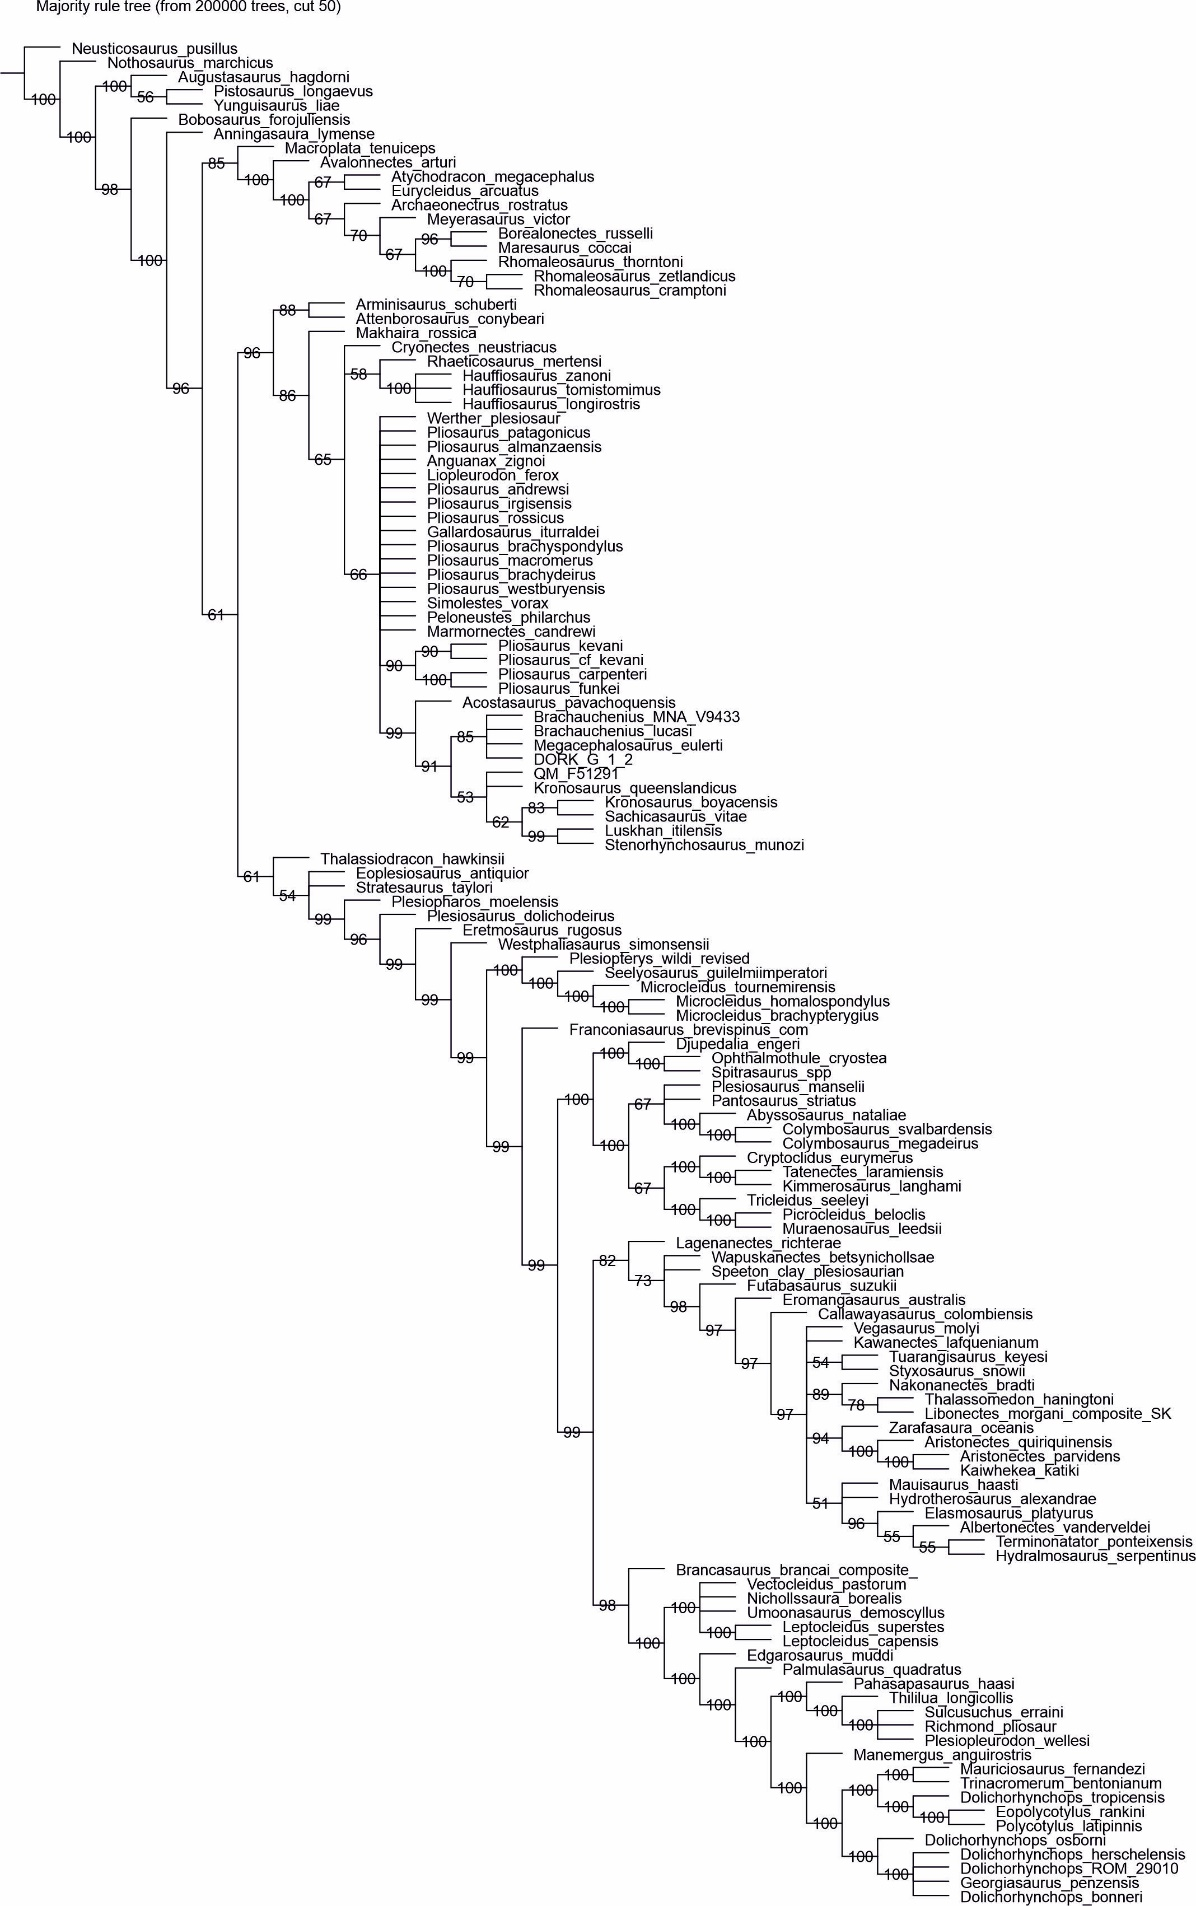 Majority rule tree (from 200000 trees, cut 50)
Neusticosaurus_pusillus
Nothosaurus_marchicus
Augustasaurus_hagdorni
100
Pistosaurus_longaevus
56
100
Yunguisaurus_liae
Bobosaurus_forojuliensis
Anningasaura_lymense
100
Macroplata_tenuiceps
85
Avalonnectes_arturi
Atychodracon_megacephalus
100
67
98
Eurycleidus_arcuatus
100
Archaeonectrus_rostratus
67
Meyerasaurus_victor
Borealonectes_russelli
70
96
Maresaurus_coccai
67
100
Rhomaleosaurus_thorntoni
100
Rhomaleosaurus_zetlandicus
70
Rhomaleosaurus_cramptoni
Arminisaurus_schuberti
88
Attenborosaurus_conybeari
Makhaira_rossica
Cryonectes_neustriacus
96
Rhaeticosaurus_mertensi
58
Hauffiosaurus_zanoni
96
100
Hauffiosaurus_tomistomimus
86
Hauffiosaurus_longirostris
Werther_plesiosaur
Pliosaurus_patagonicus
Pliosaurus_almanzaensis
65
Anguanax_zignoi
Liopleurodon_ferox
Pliosaurus_andrewsi
Pliosaurus_irgisensis
Pliosaurus_rossicus
Gallardosaurus_iturraldei
Pliosaurus_brachyspondylus
Pliosaurus_macromerus
66
Pliosaurus_brachydeirus
Pliosaurus_westburyensis
Simolestes_vorax
61
Peloneustes_philarchus
Marmornectes_candrewi
Pliosaurus_kevani
90
Pliosaurus_cf_kevani
90
Pliosaurus_carpenteri
100
Pliosaurus_funkei
Acostasaurus_pavachoquensis
Brachauchenius_MNA_V9433
99
85
Brachauchenius_lucasi
Megacephalosaurus_eulerti
91
DORK_G_1_2
QM_F51291
Kronosaurus_queenslandicus
53
Kronosaurus_boyacensis
83
62
Sachicasaurus_vitae
Luskhan_itilensis
99
Stenorhynchosaurus_munozi
Thalassiodracon_hawkinsii
61
Eoplesiosaurus_antiquior
54
Stratesaurus_taylori
Plesiopharos_moelensis
99
Plesiosaurus_dolichodeirus
96
Eretmosaurus_rugosus
Westphaliasaurus_simonsensii
99
Plesiopterys_wildi_revised
100
Seelyosaurus_guilelmiimperatori
100
Microcleidus_tournemirensis
99
100
Microcleidus_homalospondylus
100
Microcleidus_brachypterygius
Franconiasaurus_brevispinus_com
Djupedalia_engeri
99
100
Ophthalmothule_cryostea
100
Spitrasaurus_spp
Plesiosaurus_manselii
100
67
Pantosaurus_striatus
Abyssosaurus_nataliae
100
Colymbosaurus_svalbardensis
100
99
100
Colymbosaurus_megadeirus
Cryptoclidus_eurymerus
100
Tatenectes_laramiensis
100
67
Kimmerosaurus_langhami
Tricleidus_seeleyi
100
Picrocleidus_beloclis
100
Muraenosaurus_leedsii
Lagenanectes_richterae
99
82
Wapuskanectes_betsynichollsae
73
Speeton_clay_plesiosaurian
Futabasaurus_suzukii
98
Eromangasaurus_australis
Callawayasaurus_colombiensis
97
Vegasaurus_molyi
Kawanectes_lafquenianum
97
Tuarangisaurus_keyesi
54
Styxosaurus_snowii
Nakonanectes_bradti
89
Thalassomedon_haningtoni
78
97
Libonectes_morgani_composite_SK
Zarafasaura_oceanis
99
94
Aristonectes_quiriquinensis
100
Aristonectes_parvidens
100
Kaiwhekea_katiki
Mauisaurus_haasti
51
Hydrotherosaurus_alexandrae
Elasmosaurus_platyurus
96
Albertonectes_vanderveldei
55
Terminonatator_ponteixensis
55
Hydralmosaurus_serpentinus
Brancasaurus_brancai_composite_
Vectocleidus_pastorum
98
Nichollssaura_borealis
100
Umoonasaurus_demoscyllus
Leptocleidus_superstes
100
100
Leptocleidus_capensis
Edgarosaurus_muddi
Palmulasaurus_quadratus
100
Pahasapasaurus_haasi
100
Thililua_longicollis
100
100
Sulcusuchus_erraini
100
Richmond_pliosaur
100
Plesiopleurodon_wellesi
Manemergus_anguirostris
Mauriciosaurus_fernandezi
100
100
Trinacromerum_bentonianum
100
Dolichorhynchops_tropicensis
100
Eopolycotylus_rankini
100
100
Polycotylus_latipinnis
Dolichorhynchops_osborni
100
Dolichorhynchops_herschelensis
Dolichorhynchops_ROM_29010
100
Georgiasaurus_penzensis
Dolichorhynchops_bonneri